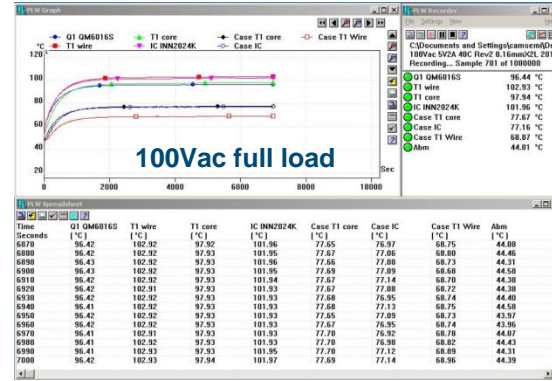 PLW Graph
Q1 QM6016S T1 core Case T1 core Case T1 Wire
T1 wire IC INN2024K Case IC
°C
120
100
80
60
40
20
0 2000 4000 6000 8000 10000
Sec
100Vac full load
PLW Recorder
File Settings View
C:\Documents and Settings\camsemi\De
100Vac 5V2A 40C Rev2 0.16mmX2L 201
Recording... Sample 701 of 1000000
Q1 QM6016S 96.44 °C
T1 wire 102.93 °C
T1 core 97.94 °C
IC INN2024K 101.96 °C
Case T1 core 77.67 °C
Case IC 77.16 °C
Case T1 Wire 68.87 °C
Abm 44.01 °C
PLW Spreadsheet
Time Q1 QM6016S T1 wire T1 core IC INN2024K Case T1 core Case IC Case T1 Wire Abm
Seconds (°C) (°C) (°C) (°C) (°C) (°C) (°C) (°C)
6870 96.42 102.92 97.92 101.96 77.65 76.97 68.75 44.08
6880 96.42 102.92 97.93 101.95 77.67 77.06 68.80 44.46
6890 96.43 102.92 97.93 101.96 77.66 77.08 68.73 44.31
6900 96.43 102.92 97.93 101.95 77.69 77.09 68.68 44.58
6910 96.42 102.92 97.93 101.94 77.67 77.14 68.70 44.38
6920 96.42 102.91 97.93 101.95 77.67 77.08 68.72 44.38
6930 96.42 102.92 97.93 101.95 77.68 76.95 68.74 44.40
6940 96.41 102.92 97.93 101.95 77.68 77.13 68.75 44.58
6950 96.42 102.92 97.93 101.95 77.65 77.09 68.73 43.97
6960 96.42 102.92 97.93 101.95 77.67 76.95 68.74 43.96
6970 96.41 102.92 97.93 101.95 77.70 76.92 68.78 44.07
6980 96.41 102.92 97.93 101.95 77.70 76.98 68.82 44.43
6990 96.41 102.93 97.93 101.95 77.70 77.12 68.89 44.31
7000 96.42 102.93 97.94 101.97 77.69 77.14 68.96 44.39